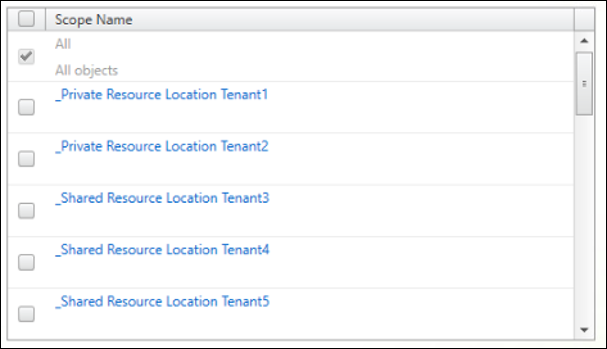 Scope Name
All
All objects
_Private Resource Location Tenant1
_Private Resource Location Tenant2
_Shared Resource Location Tenant3
_Shared Resource Location Tenant4
_Shared Resource Location Tenant5